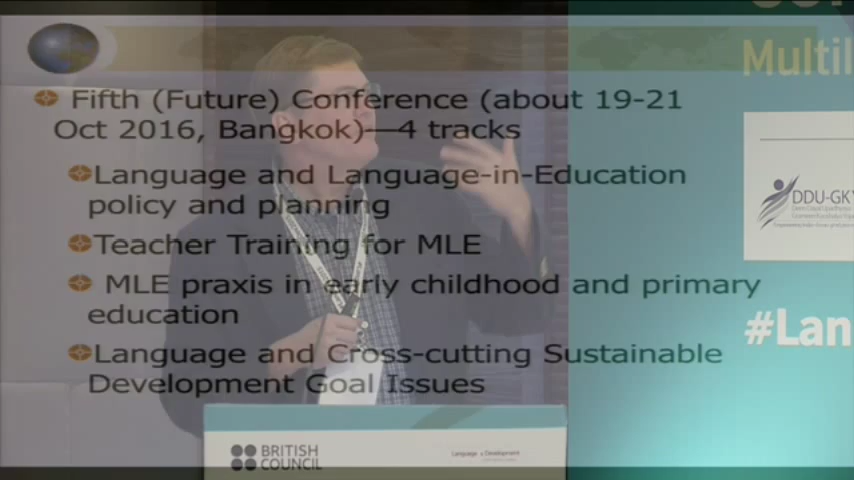 Multil
Fifth (Future) Conference (about 19-21
Oct 2016, Bangkok)—4 tracks
Language and Language-in-Education
policy and planning
Teacher Training for MLE
MLE praxis in early childhood and primary
education
Language and Cross-cutting Sustainable
Development Goal Issues
DDU-GKY
#Lan
BRITISH
COUNCIL
Language & Development